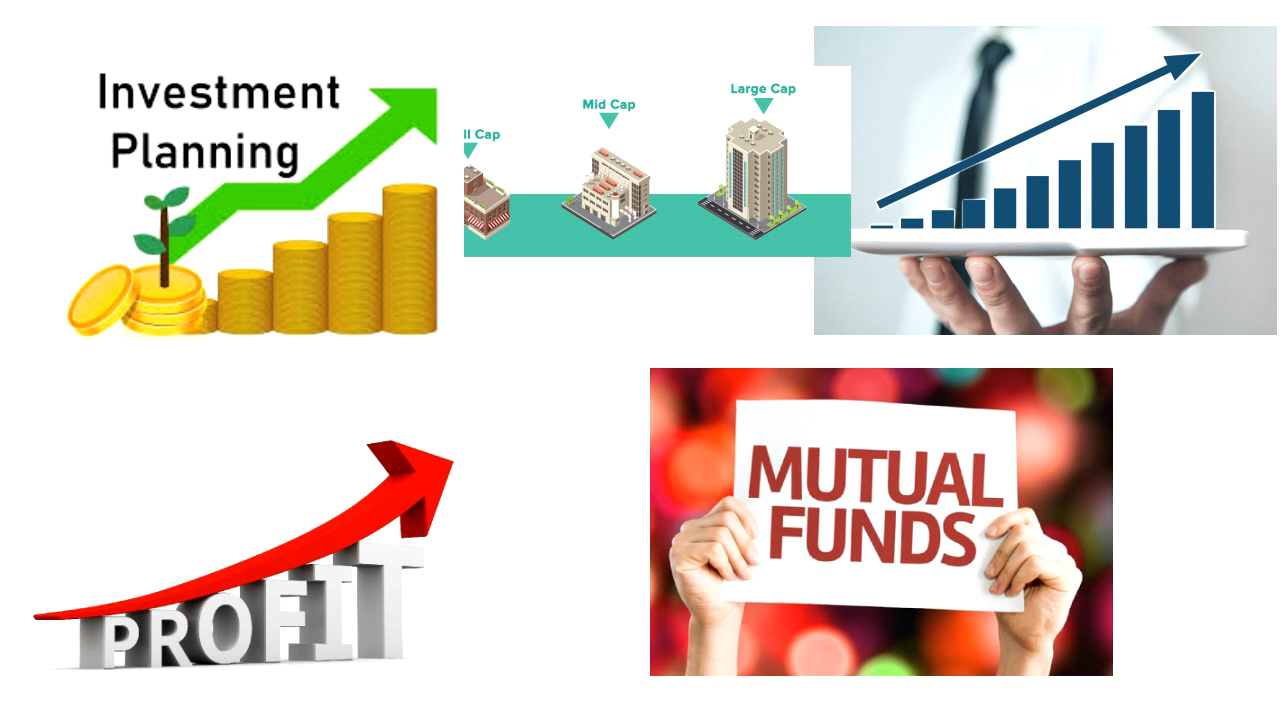 Investment
Planning
ll Cap
Mid Cap
Large Cap
PROFIT
MUTUAL
FUNDS